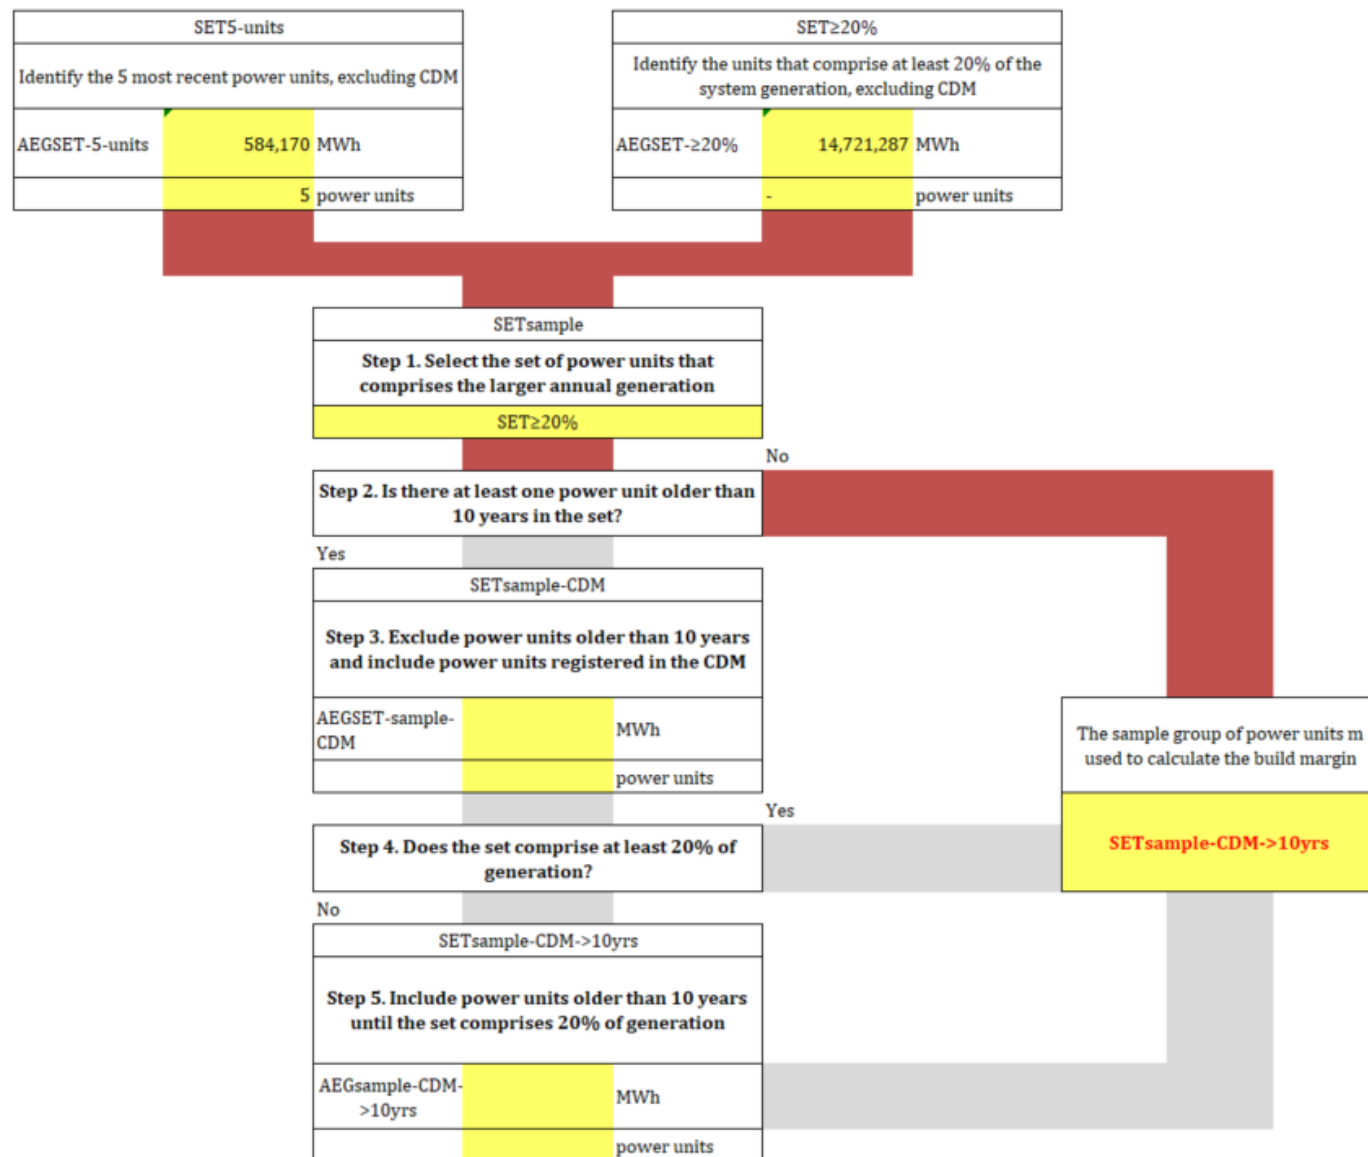 SET5-units
Identify the 5 most recent power units, excluding CDM
AEGSET-5-units 584,170 MWh
5 power units
SET≥20%
Identify the units that comprise at least 20% of the
system generation, excluding CDM
AEGSET-≥20% 14,721,287 MWh
- power units
SETsample
Step 1. Select the set of power units that
comprises the larger annual generation
SET≥20%
No
Step 2. Is there at least one power unit older than
10 years in the set?
Yes
SETsample-CDM
Step 3. Exclude power units older than 10 years
and include power units registered in the CDM
AEGSET-sample-
CDM
MWh
power units
The sample group of power units m
used to calculate the build margin
SETsample-CDM->10yrs
Yes
Step 4. Does the set comprise at least 20% of
generation?
No
SETsample-CDM->10yrs
Step 5. Include power units older than 10 years
until the set comprises 20% of generation
AEGsample-CDM-
>10yrs
MWh
power units